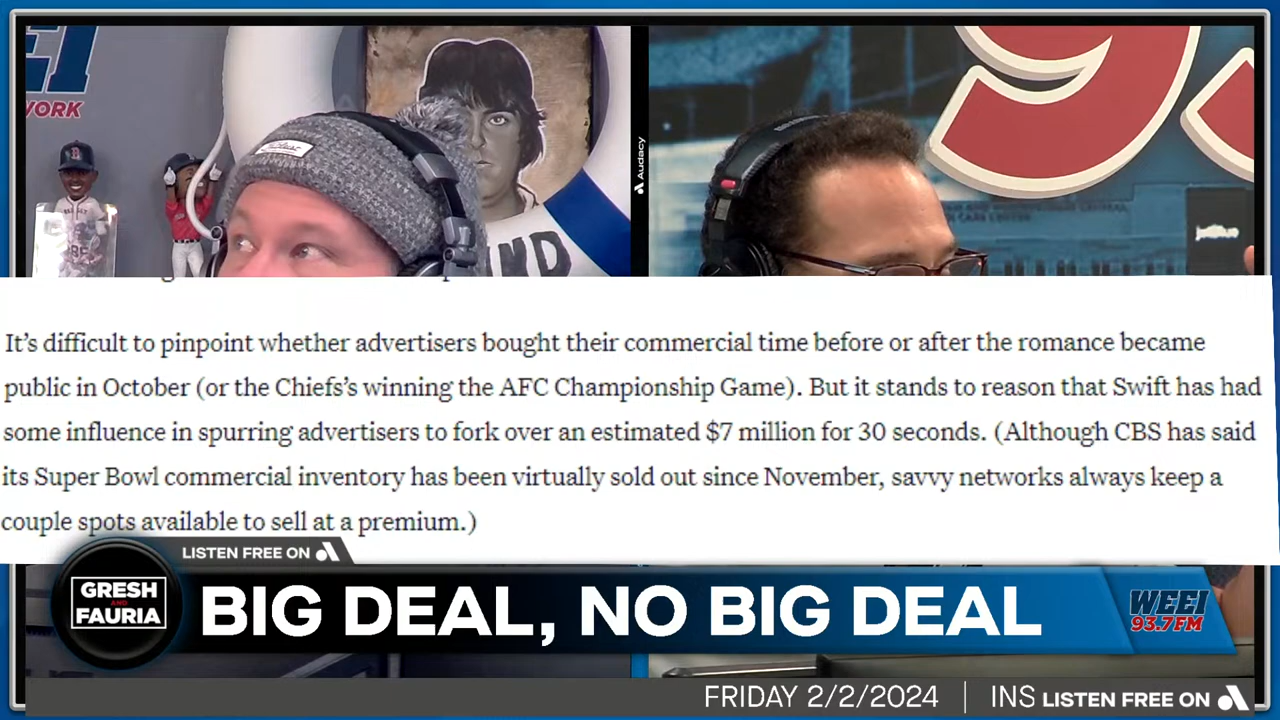 WEEI
WORK
Audacy
jetBlue
It's difficult to pinpoint whether advertisers bought their commercial time before or after the romance became
public in October (or the Chiefs's winning the AFC Championship Game). But it stands to reason that Swift has had
some influence in spurring advertisers to fork over an estimated $7 million for 30 seconds. (Although CBS has said
its Super Bowl commercial inventory has been virtually sold out since November, savvy networks always keep a
couple spots available to sell at a premium.)
LISTEN FREE ON
GRESH
AND
FAURIA
BIG DEAL, NO BIG DEAL
WEEI
93.7FM
FRIDAY 2/2/2024 | INS
LISTEN FREE ON